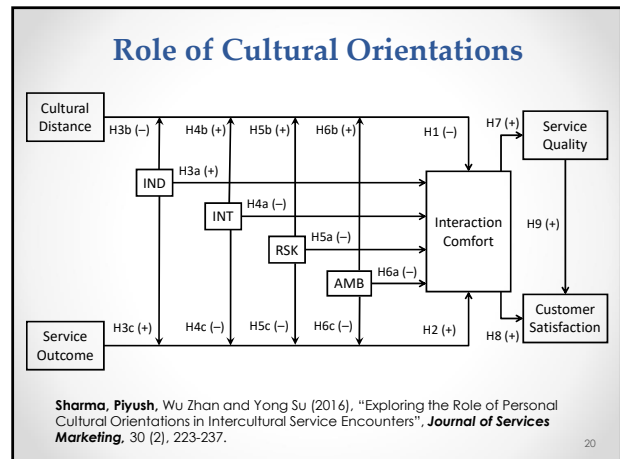 Role of Cultural Orientations
Cultural
Distance
H3b (–)
H4b (+)
H5b (+)
H6b (+)
H1 (–)
H7 (+)
Service
Quality
IND
H3a (+)
INT
H4a (–)
RSK
H5a (–)
AMB
H6a (–)
Interaction
Comfort
H9 (+)
Service
Outcome
H3c (+)
H4c (–)
H5c (–)
H6c (–)
H2 (+)
H8 (+)
Customer
Satisfaction
Sharma, Piyush, Wu Zhan and Yong Su (2016), “Exploring the Role of Personal
Cultural Orientations in Intercultural Service Encounters”, Journal of Services
Marketing, 30 (2), 223-237.
20